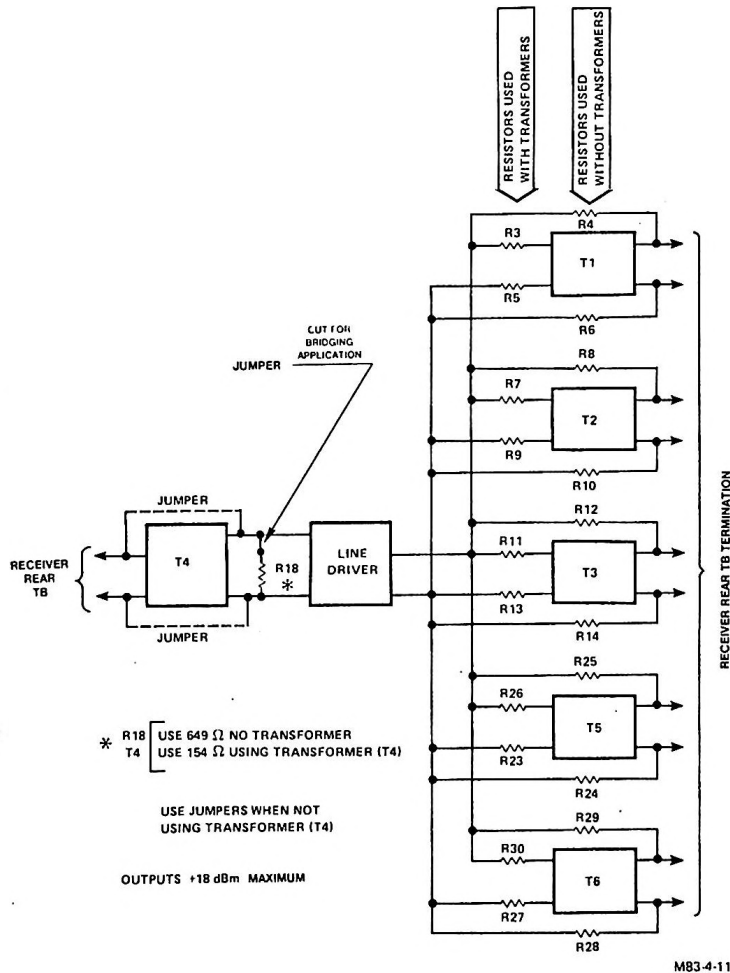 RESISTORS USED
WITH TRANSFORMERS
RESISTORS USED
WITHOUT TRANSFORMERS
R4
R3
T1
R5
R6
CUT FOR
BRIDGING
APPLICATION
JUMPER
R8
R7
T2
R9
R10
JUMPER
R12
RECEIVER
REAR
TB
T4
R18
*
LINE
DRIVER
R11
T3
R13
R14
JUMPER
RECEIVER REAR TB TERMINATION
R25
R26
T5
R23
R24
* R18 USE 649 Ω NO TRANSFORMER
T4 USE 154 Ω USING TRANSFORMER (T4)
USE JUMPERS WHEN NOT
USING TRANSFORMER (T4)
R29
R30
T6
R27
R28
OUTPUTS +18 dBm MAXIMUM
M83-4-11